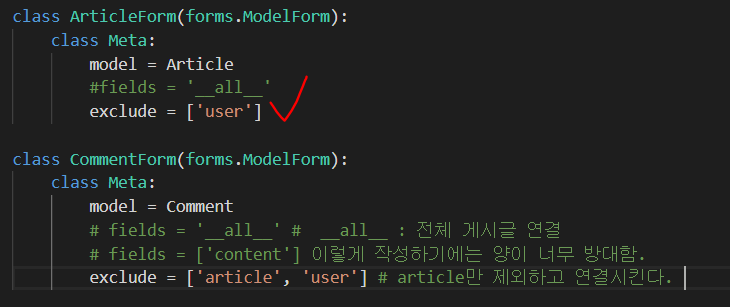 class ArticleForm(forms.ModelForm):
    class Meta:
        model = Article
        #fields = '__all__'
        exclude = ['user']
class CommentForm(forms.ModelForm):
    class Meta:
        model = Comment
        # fields = '__all__' #  __all__ : 전체 게시글 연결
        # fields = ['content'] 이렇게 작성하기에는 양이 너무 방대함.
        exclude = ['article', 'user'] # article만 제외하고 연결시킨다.